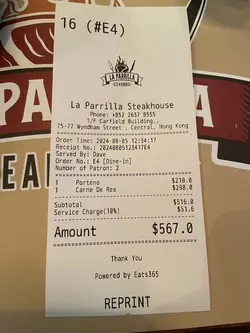 16 (#E4)
LA PARRILLA
STEAKHOUSE
La Parrilla Steakhouse
Phone: +852 2637 8555
1/F Carfield Building.,
75-77 Wyndham Street , Central, Hong Kong
Order Time: 2024-08-05 12:34:17
Receipt No.: 20240805123417E4
Served By: Dave
Order No.: E4 [Dine-in]
Number of Patron: 2
1 Porteno $218.0
1 Carne De Res $298.0
Subtotal $516.0
Service Charge(10%) $51.6
Amount $567.0
Thank You
Powered by Eats365
REPRINT